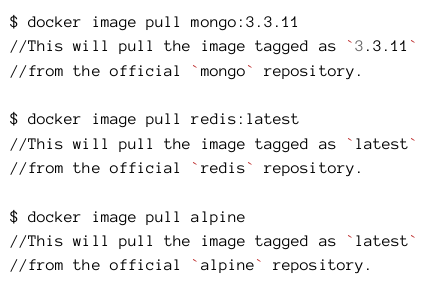 $ docker image pull mongo:3.3.11
//This will pull the image tagged as `3.3.11`
//from the official `mongo` repository.
$ docker image pull redis:latest
//This will pull the image tagged as `latest`
//from the official `redis` repository.
$ docker image pull alpine
//This will pull the image tagged as `latest`
//from the official `alpine` repository.